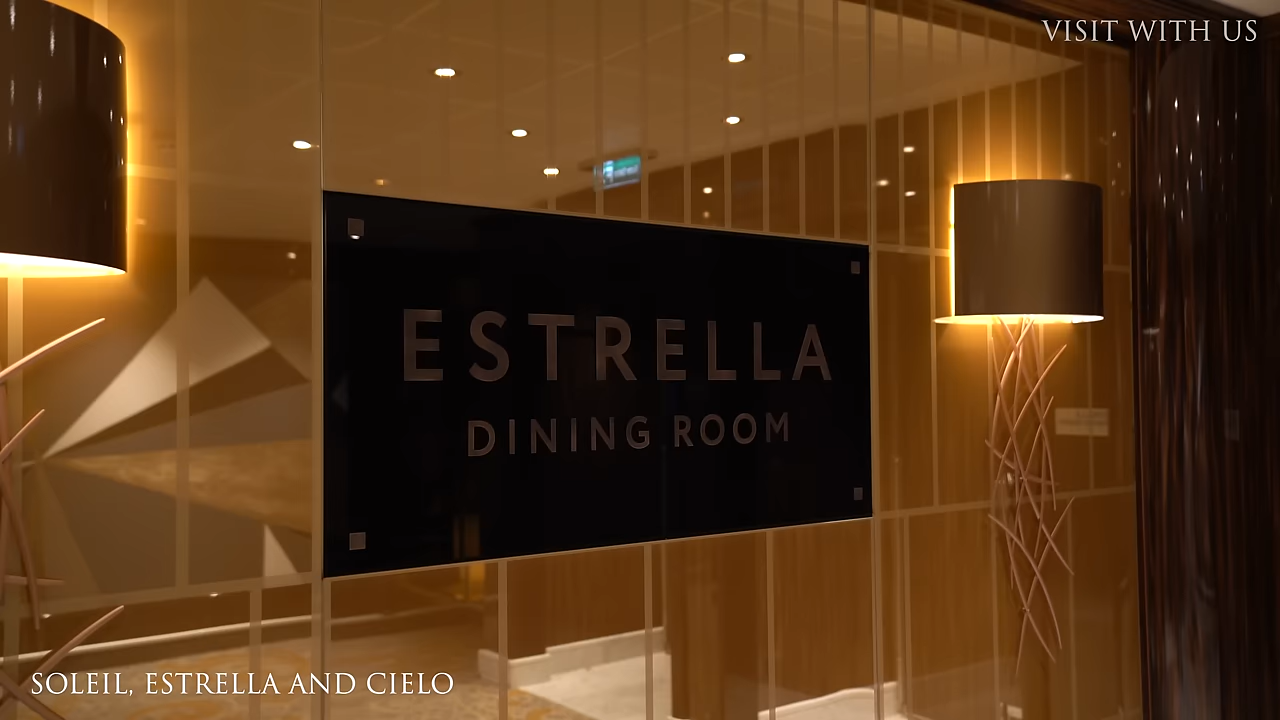 VISIT WITH US
ESTRELLA
DINING ROOM
SOLEIL, ESTRELLA AND CIELO